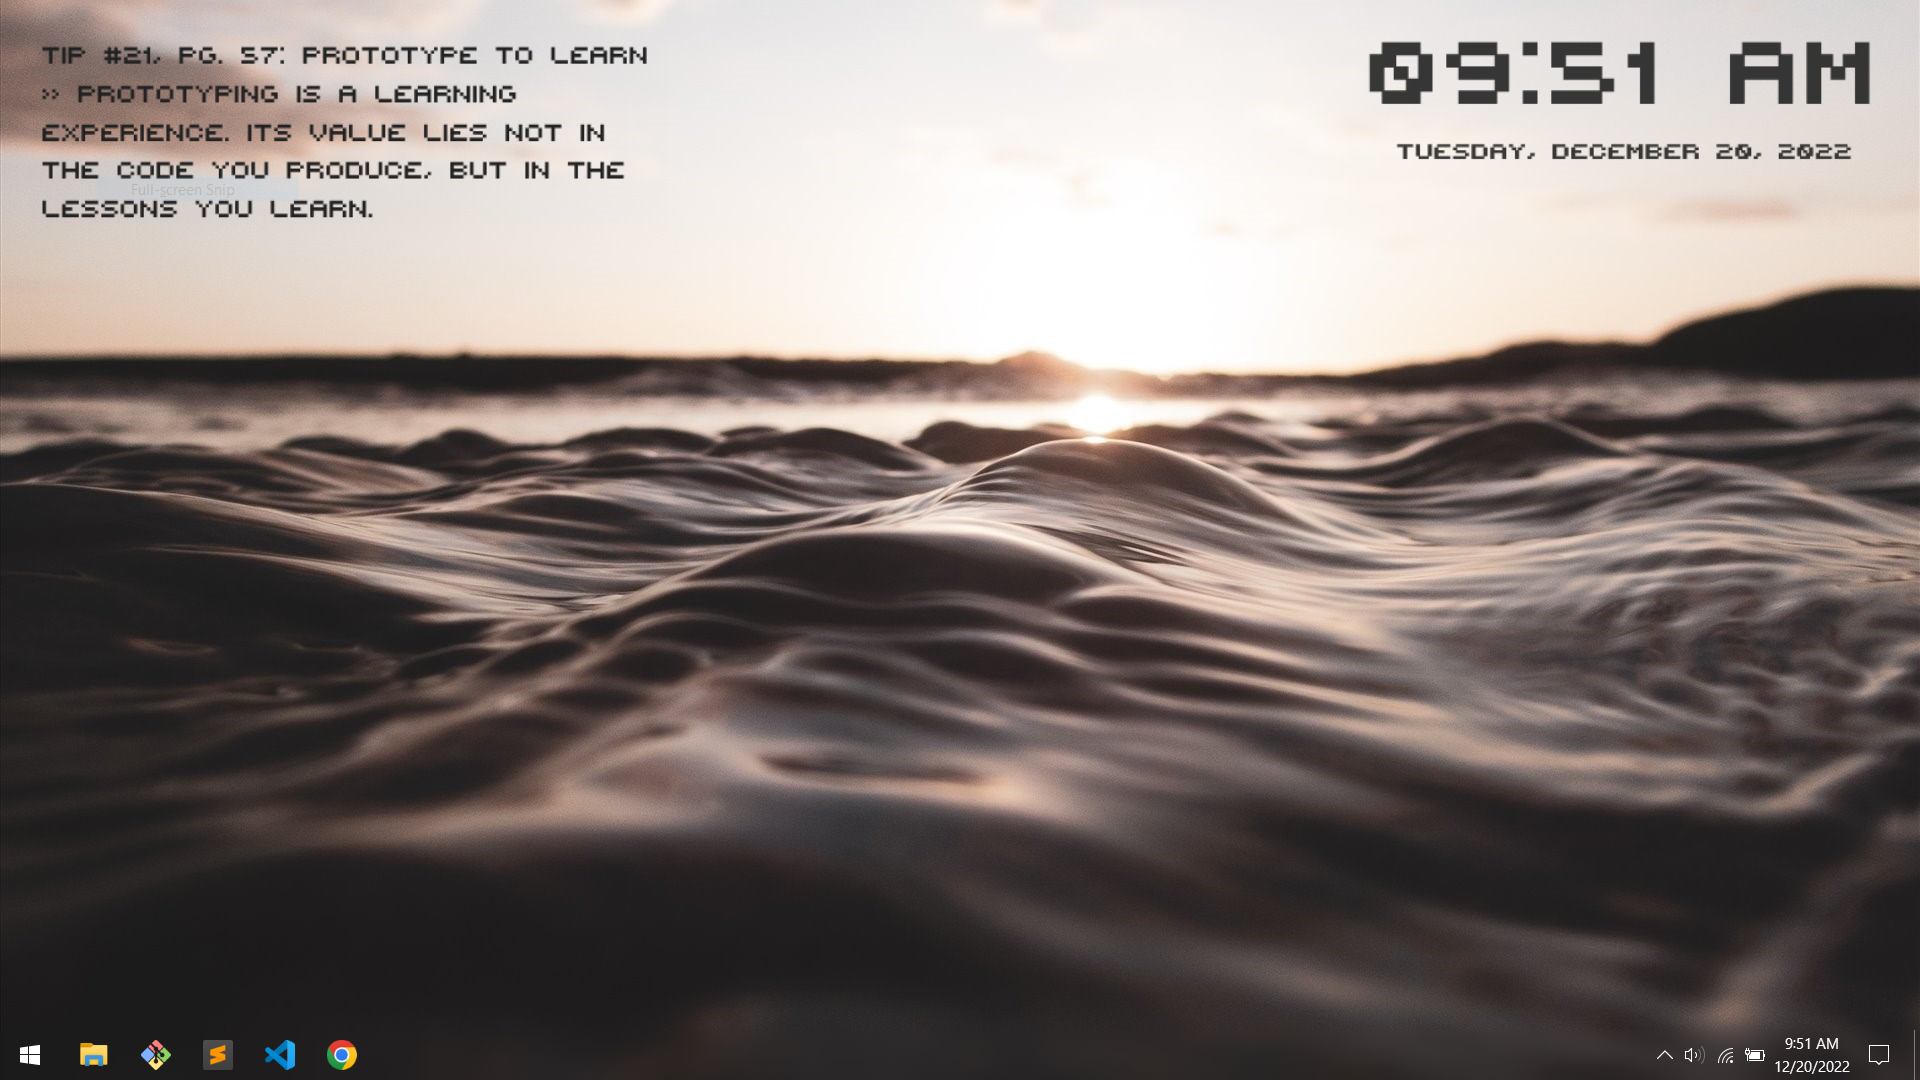 TIP #21, PG. 57: PROTOTYPE TO LEARN
>> PROTOTYPING IS A LEARNING
EXPERIENCE. ITS VALUE LIES NOT IN
THE CODE YOU PRODUCE, BUT IN THE
Full-screen Snip
LESSONS YOU LEARN.
09:51 AM
TUESDAY, DECEMBER 20, 2022
9:51 AM
12/20/2022